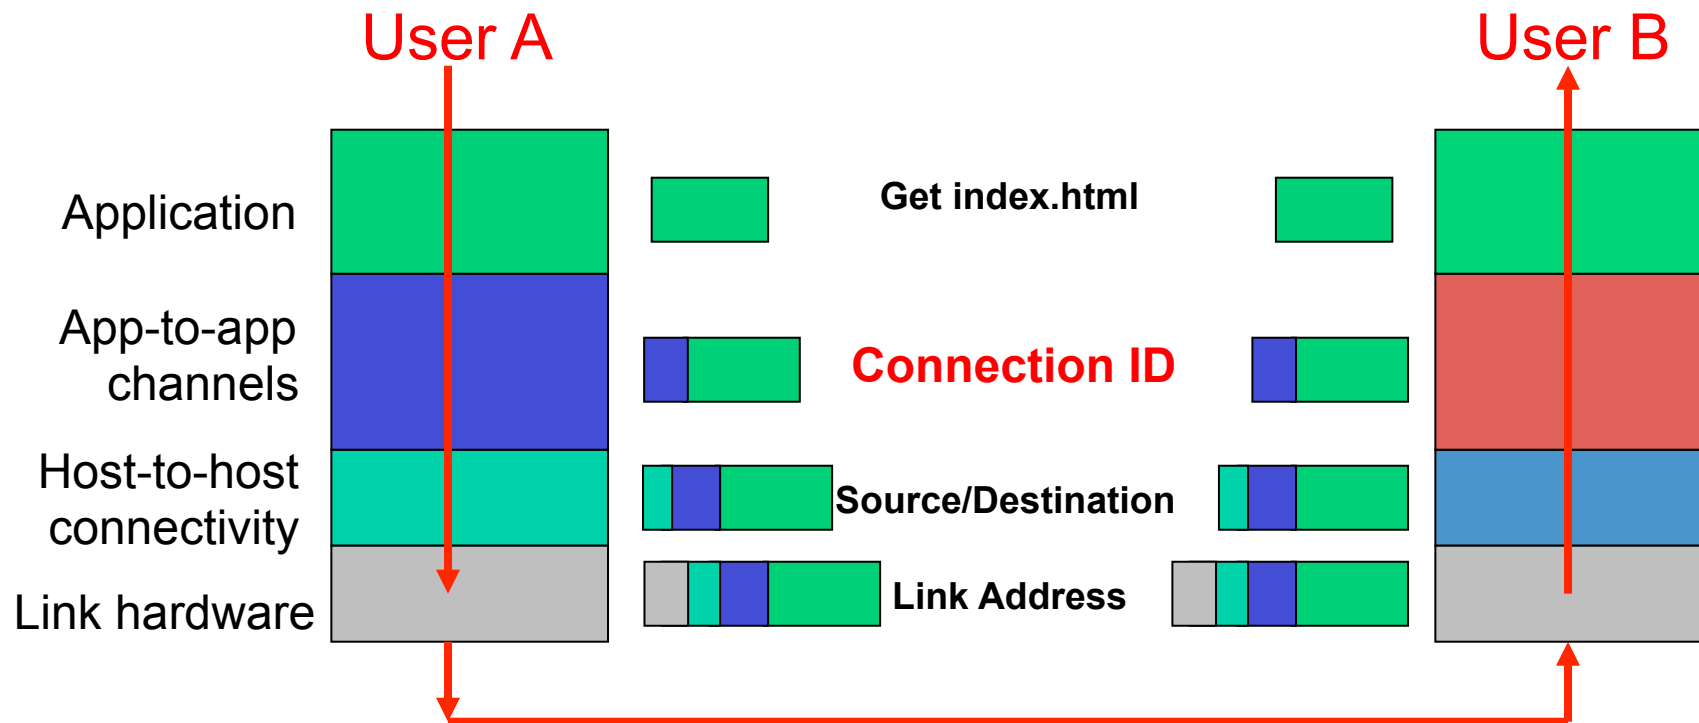 User A
User B
Application
Get index.html
App-to-app
channels
Connection ID
Host-to-host
connectivity
Source/Destination
Link hardware
Link Address